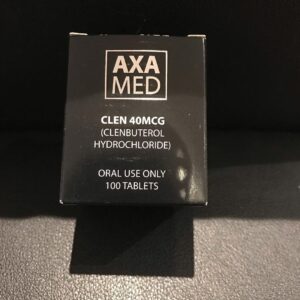 AXA
MED
CLEN 40MCG
(CLENBUTEROL
HYDROCHLORIDE)
ORAL USE ONLY
100 TABLETS